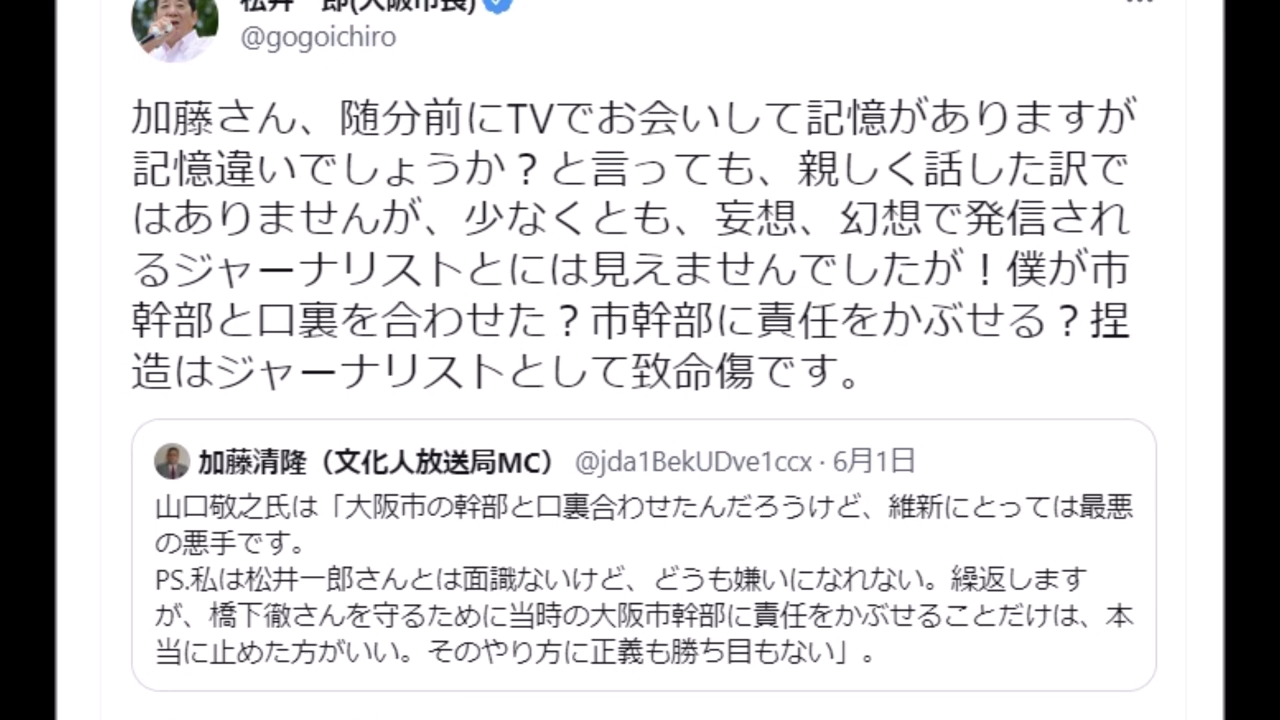 松井一郎(大阪市長)
@gogoichiro
加藤さん、随分前にTVでお会いして記憶がありますが
記憶違いでしょうか？と言っても、親しく話した訳で
はありませんが、少なくとも、妄想、幻想で発信され
るジャーナリストとには見えませんでしたが！僕が市
幹部と口裏を合わせた？市幹部に責任をかぶせる？捏
造はジャーナリストとして致命傷です。
加藤清隆（文化人放送局MC） @jda1BekUDve1ccx · 6月1日
山口敬之氏は「大阪市の幹部と口裏合わせたんだろうけど、維新にとっては最悪
の悪手です。
PS.私は松井一郎さんとは面識ないけど、どうも嫌いになれない。繰返します
が、橋下徹さんを守るために当時の大阪市幹部に責任をかぶせることだけは、本
当に止めた方がいい。そのやり方に正義も勝ち目もない」。